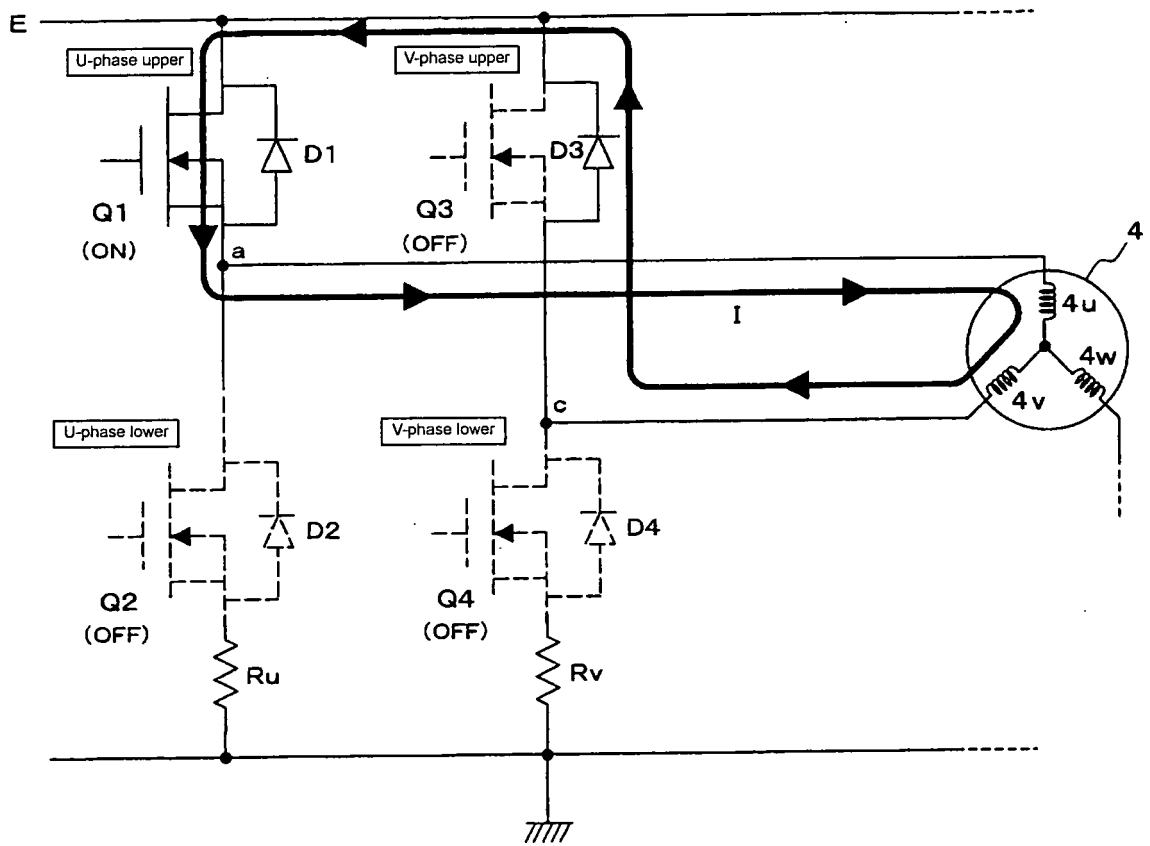 E
U-phase upper
V-phase upper
D1
D3
Q1
(ON)
Q3
(OFF)
a
4
I
4u
4w
4v
c
U-phase lower
V-phase lower
D2
D4
Q2
(OFF)
Q4
(OFF)
Ru
Rv